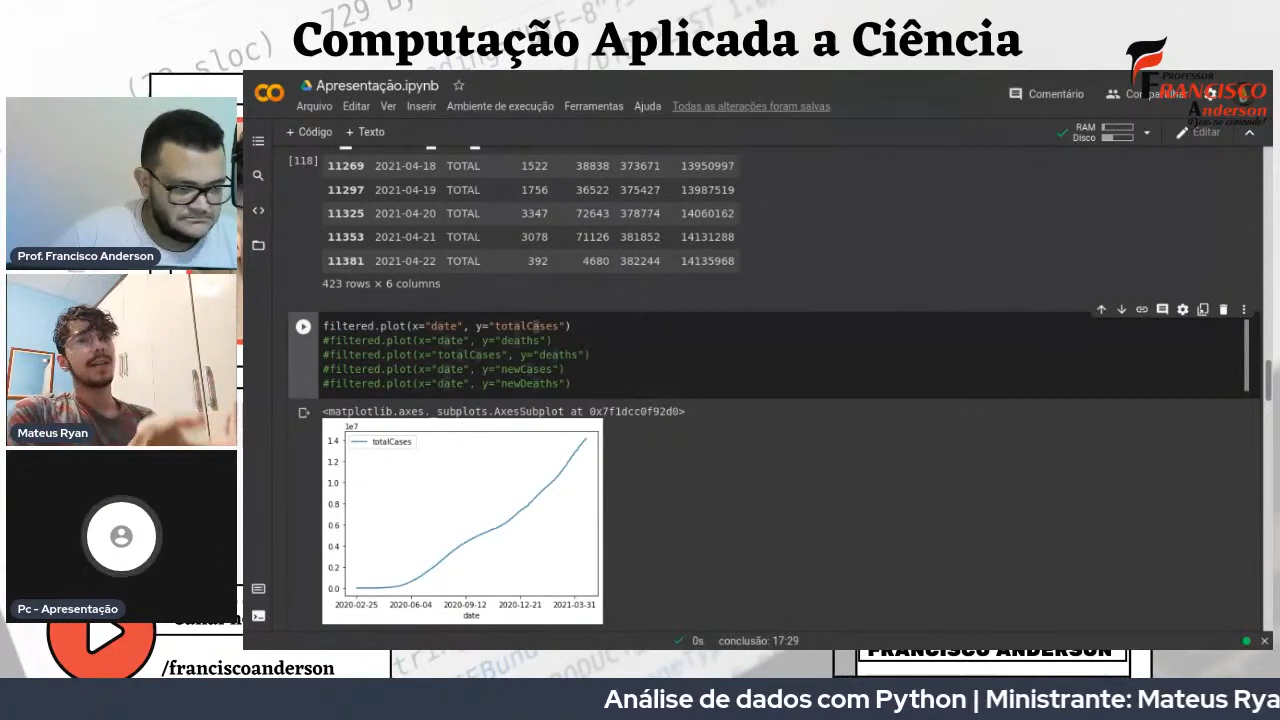 Computação Aplicada a Ciência
PROFESSOR
FRANCISCO
Anderson
729
sloc)
Apresentação.ipynb
Comentário
Arquivo Editar Ver Inserir Ambiente de execução Ferramentas Ajuda Todas as alterações foram salvas
+ Código + Texto
RAM
Disco
Editar
[118]
11269 2021-04-18 TOTAL 1522 38838 373671 13950997
11297 2021-04-19 TOTAL 1756 36522 375427 13987519
11325 2021-04-20 TOTAL 3347 72643 378774 14060162
11353 2021-04-21 TOTAL 3078 71126 381852 14131288
11381 2021-04-22 TOTAL 392 4680 382244 14135968
423 rows × 6 columns
filtered.plot(x="date", y="totalCases")
#filtered.plot(x="date", y="deaths")
#filtered.plot(x="totalCases", y="deaths")
#filtered.plot(x="date", y="newCases")
#filtered.plot(x="date", y="newDeaths")
<matplotlib.axes._subplots.AxesSubplot at 0x7f1dcc0f92d0>
1e7
totalCases
1.4
1.2
1.0
0.8
0.6
0.4
0.2
0.0
2020-02-25 2020-06-04 2020-09-12 2020-12-21 2021-03-31
date
0s conclusão: 17:29
Prof. Francisco Anderson
Mateus Ryan
Pc - Apresentação
/franciscoanderson
FRANCISCO ANDERSON
Análise de dados com Python | Ministrante: Mateus Rya